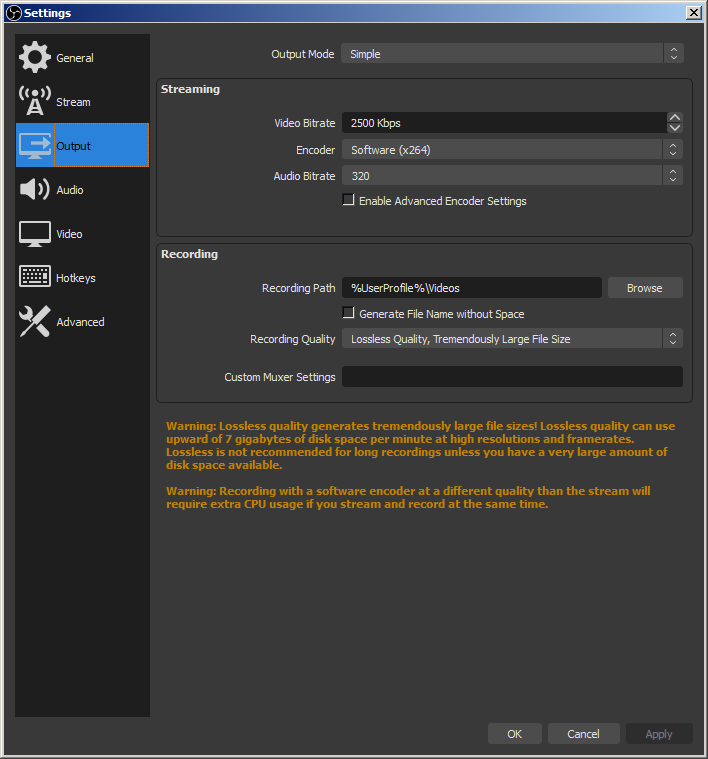 Settings
General
Stream
Output
Audio
Video
Hotkeys
Advanced
Output Mode Simple
Streaming
Video Bitrate 2500 Kbps
Encoder Software (x264)
Audio Bitrate 320
Enable Advanced Encoder Settings
Recording
Recording Path %UserProfile%\Videos Browse
Generate File Name without Space
Recording Quality Lossless Quality, Tremendously Large File Size
Custom Muxer Settings
Warning: Lossless quality generates tremendously large file sizes! Lossless quality can use
upward of 7 gigabytes of disk space per minute at high resolutions and framerates.
Lossless is not recommended for long recordings unless you have a very large amount of
disk space available.
Warning: Recording with a software encoder at a different quality than the stream will
require extra CPU usage if you stream and record at the same time.
OK Cancel Apply